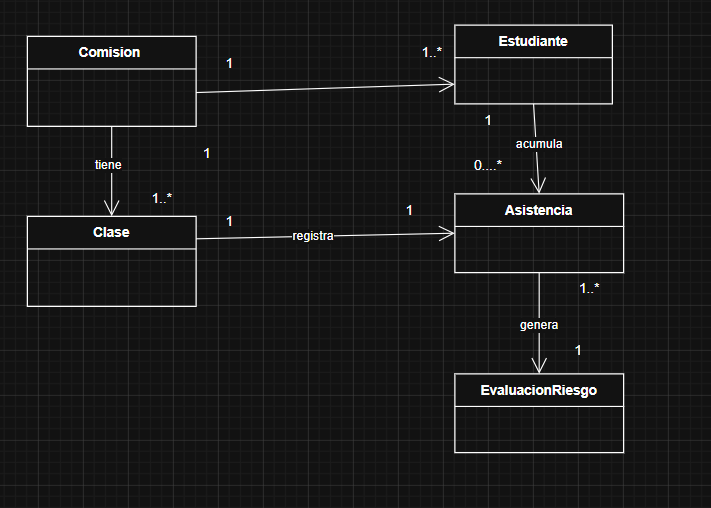 Comision
1
1..*
Estudiante
1
acumula
0....*
tiene
1
1..*
Clase
1
registra
1
Asistencia
1..*
genera
1
EvaluacionRiesgo